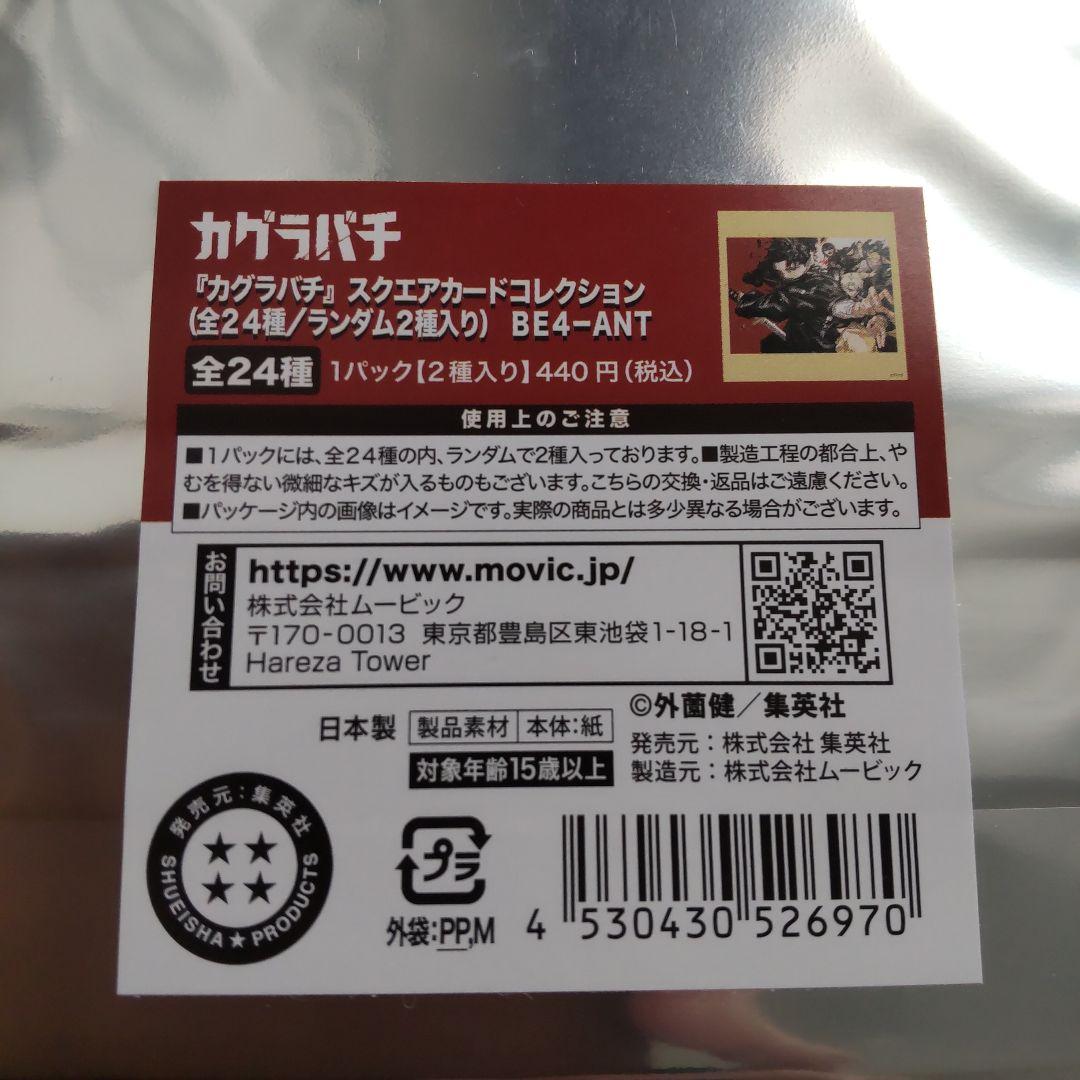 カグラバチ
『カグラバチ』スクエアカードコレクション
(全24種/ランダム2種入り) BE4-ANT
全24種 1パック【2種入り】440円(税込)
使用上のご注意
■1パックには、全24種の内、ランダムで2種入っております。■製造工程の都合上、や
むを得ない微細なキズが入るものもございます。こちらの交換・返品はご遠慮ください。
■パッケージ内の画像はイメージです。実際の商品とは多少異なる場合がございます。
お問い合わせ
https://www.movic.jp/
株式会社ムービック
〒170-0013 東京都豊島区東池袋1-18-1
Hareza Tower
©外薗健/集英社
日本製 製品素材 本体:紙
発売元:株式会社 集英社
対象年齢15歳以上
製造元:株式会社ムービック
発売元:集英社
SHUEISHA★PRODUCTS
プラ
外袋:PP,M
4 530430 526970